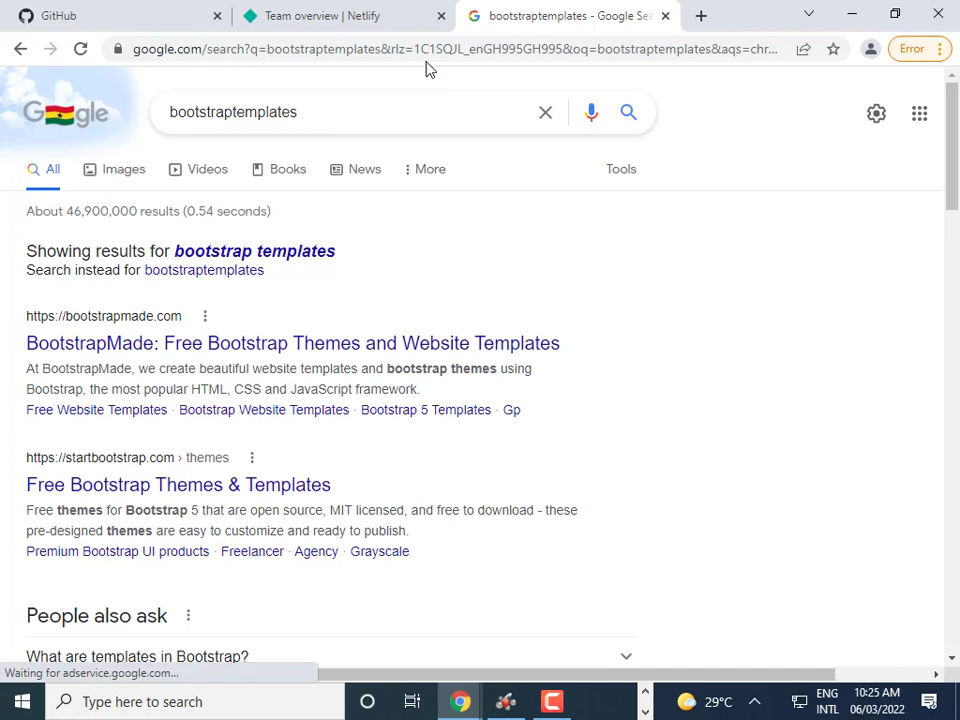 GitHub
Team overview | Netlify
bootstraptemplates - Google Sea
google.com/search?q=bootstraptemplates&rlz=1C1SQJL_enGH995GH995&oq=bootstraptemplates&aqs=chr...
Error
Google
bootstraptemplates
All
Images
Videos
Books
News
More
Tools
About 46,900,000 results (0.54 seconds)
Showing results for bootstrap templates
Search instead for bootstraptemplates
https://bootstrapmade.com
BootstrapMade: Free Bootstrap Themes and Website Templates
At BootstrapMade, we create beautiful website templates and bootstrap themes using
Bootstrap, the most popular HTML, CSS and JavaScript framework.
Free Website Templates · Bootstrap Website Templates · Bootstrap 5 Templates · Gp
https://startbootstrap.com › themes
Free Bootstrap Themes & Templates
Free themes for Bootstrap 5 that are open source, MIT licensed, and free to download - these
pre-designed themes are easy to customize and ready to publish.
Premium Bootstrap UI products · Freelancer · Agency · Grayscale
People also ask
What are templates in Bootstrap?
Waiting for adservice.google.com...
Type here to search
29°C
ENG
INTL
10:25 AM
06/03/2022